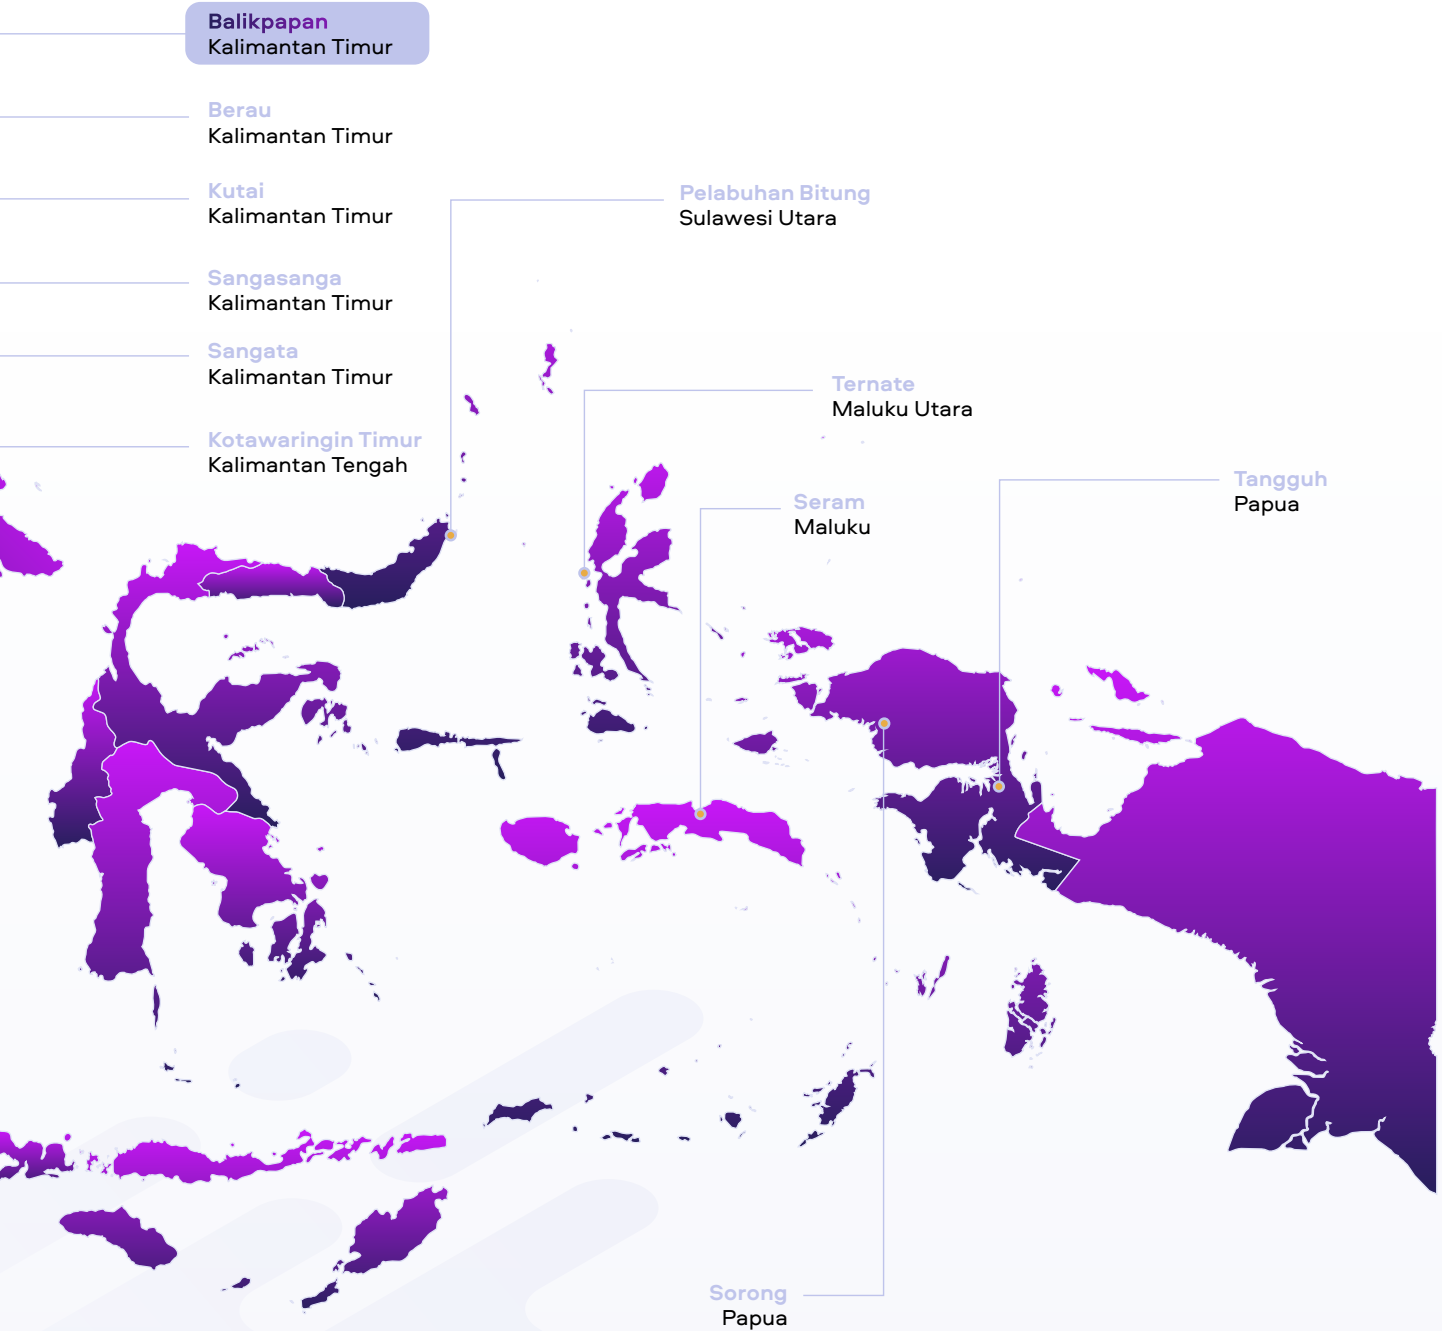 Balikpapan
Kalimantan Timur
Berau
Kalimantan Timur
Kutai
Kalimantan Timur
Sangasanga
Kalimantan Timur
Sangata
Kalimantan Timur
Kotawaringin Timur
Kalimantan Tengah
Pelabuhan Bitung
Sulawesi Utara
Ternate
Maluku Utara
Seram
Maluku
Tangguh
Papua
Sorong
Papua